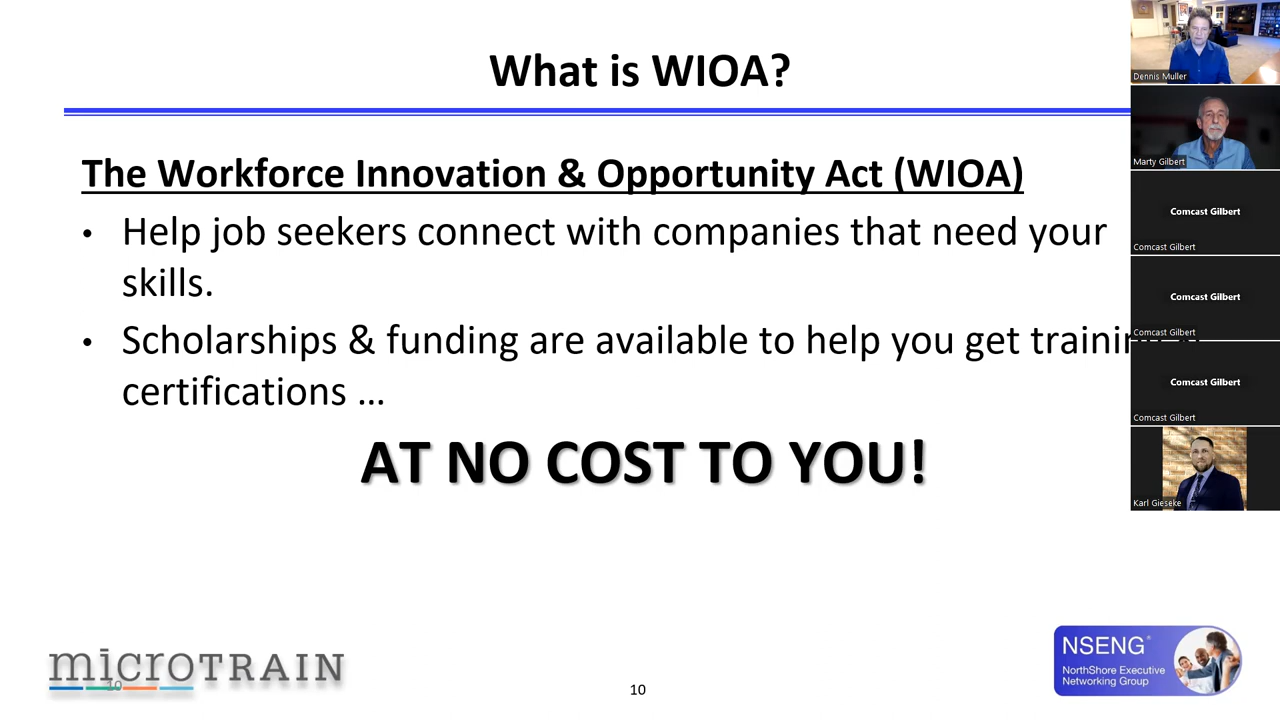 What is WIOA?
The Workforce Innovation & Opportunity Act (WIOA)
• Help job seekers connect with companies that need your
skills.
• Scholarships & funding are available to help you get
certifications …
AT NO COST TO YOU!
Dennis Muller
Marty Gilbert
Comcast Gilbert
Comcast Gilbert
Comcast Gilbert
Comcast Gilbert
Comcast Gilbert
Comcast Gilbert
Karl Gieseke
microTRAIN
10
10
NSENG®
NorthShore Executive
Networking Group